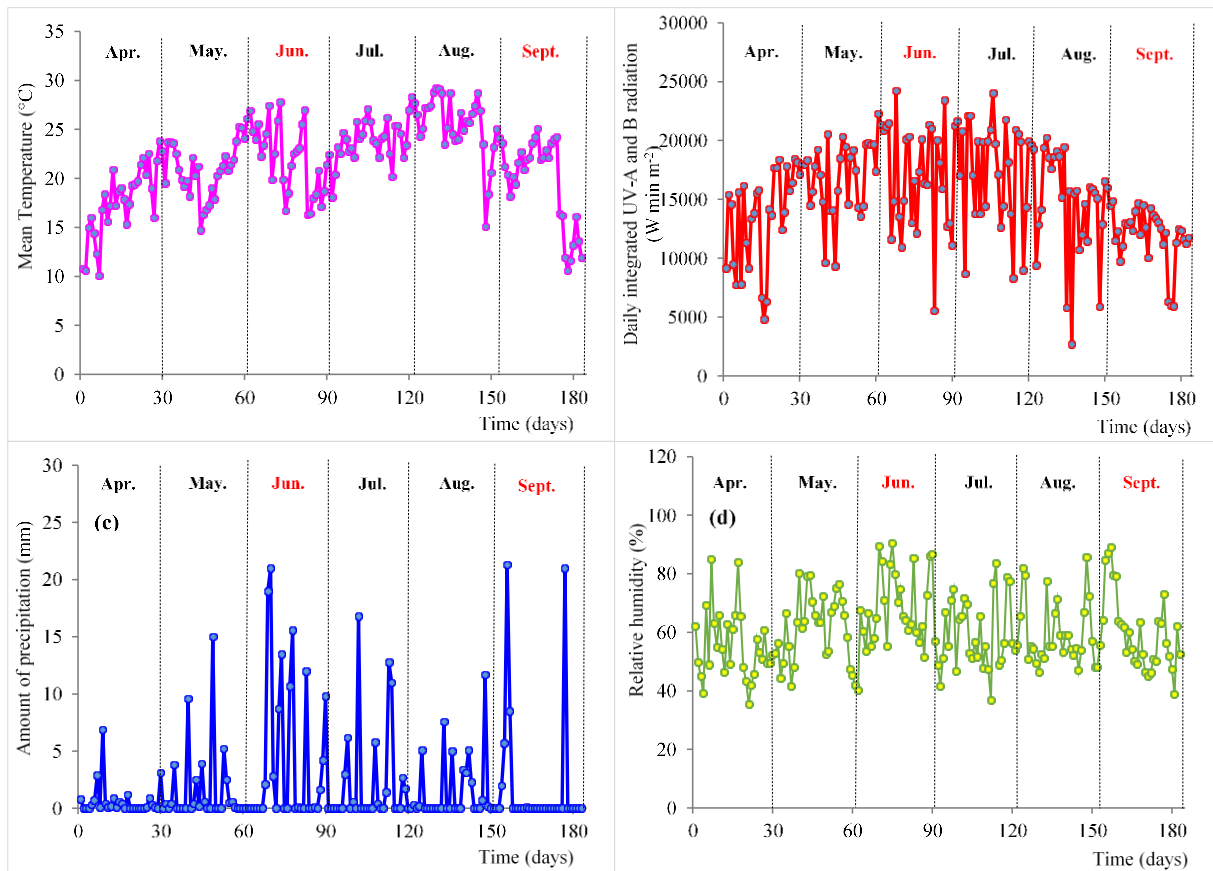 35
30
25
20
15
10
5
0
Mean Temperature (°C)
Apr. May. Jun. Jul. Aug. Sept.
0 30 60 90 120 150 180
Time (days)
30000
25000
20000
15000
10000
5000
0
Daily integrated UV-A and B radiation
(W min m-2)
Apr. May. Jun. Jul. Aug. Sept.
0 30 60 90 120 150 180
Time (days)
30
25
20
15
10
5
0
Amount of precipitation (mm)
Apr. May. Jun. Jul. Aug. Sept.
(c)
0 30 60 90 120 150 180
Time (days)
120
100
80
60
40
20
0
Relative humidity (%)
Apr. May. Jun. Jul. Aug. Sept.
(d)
0 30 60 90 120 150 180
Time (days)